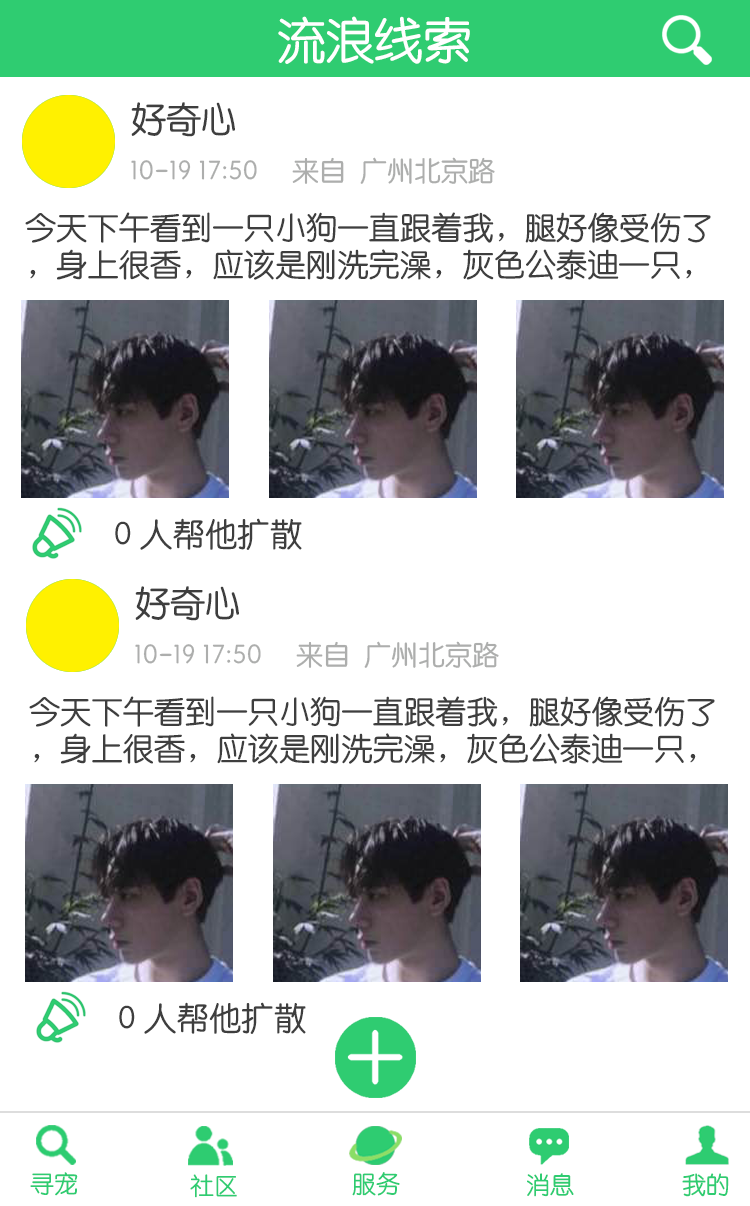 流浪线索
好奇心
10-19 17:50 来自 广州北京路
今天下午看到一只小狗一直跟着我，腿好像受伤了
，身上很香，应该是刚洗完澡，灰色公泰迪一只，
0 人帮他扩散
好奇心
10-19 17:50 来自 广州北京路
今天下午看到一只小狗一直跟着我，腿好像受伤了
，身上很香，应该是刚洗完澡，灰色公泰迪一只，
0 人帮他扩散
寻宠 社区 服务 消息 我的